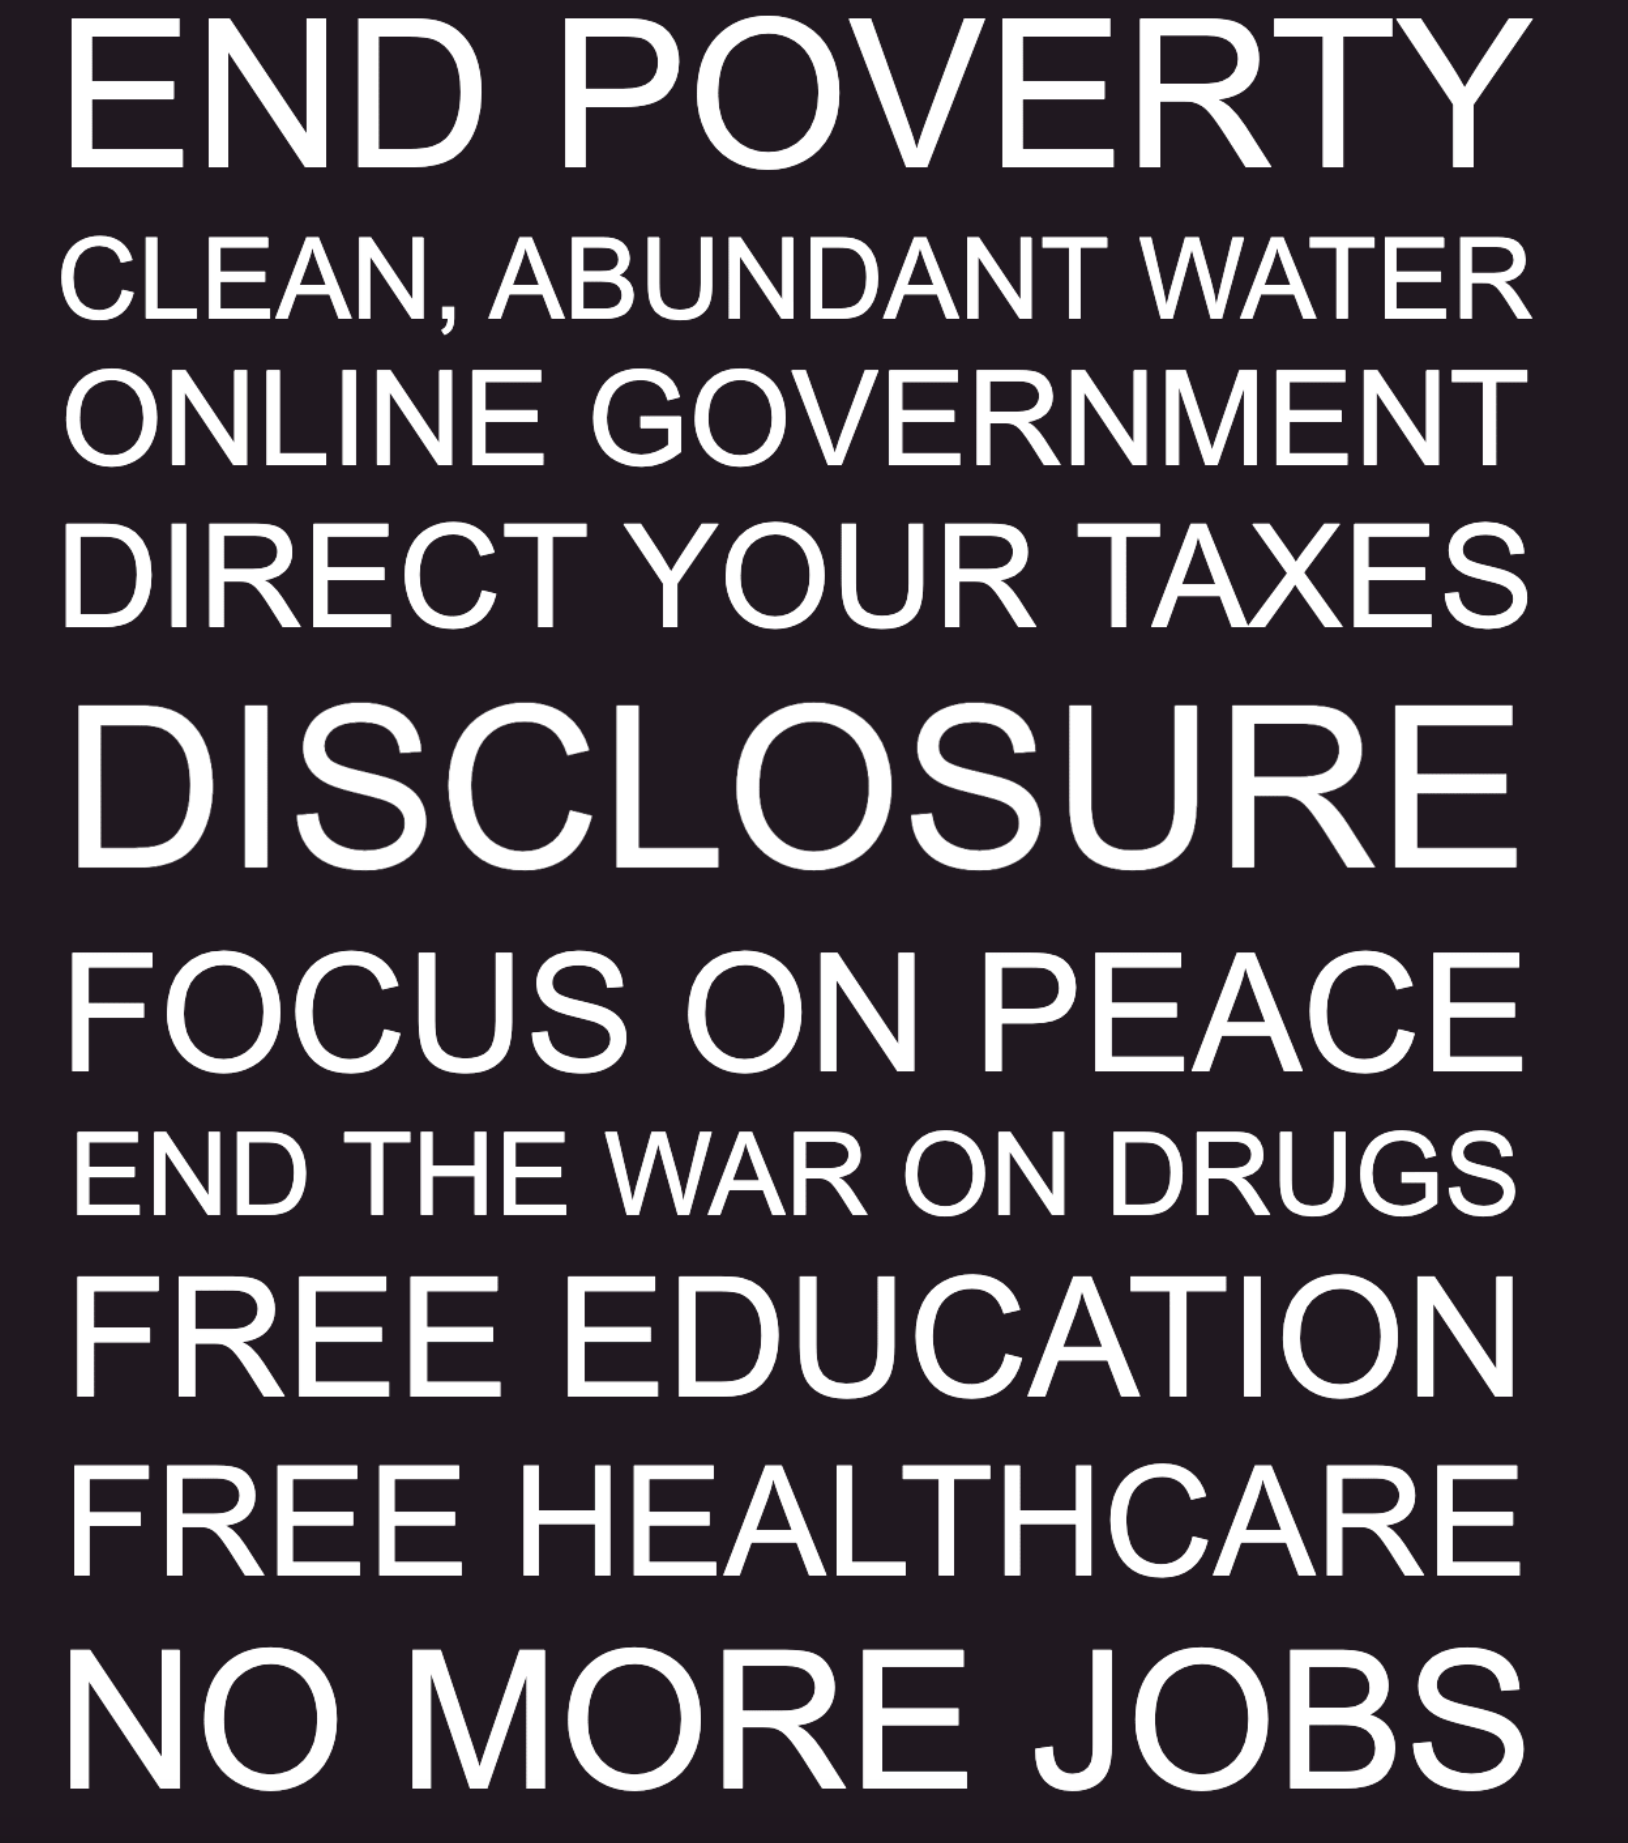 END POVERTY
CLEAN, ABUNDANT WATER
ONLINE GOVERNMENT
DIRECT YOUR TAXES
DISCLOSURE
FOCUS ON PEACE
END THE WAR ON DRUGS
FREE EDUCATION
FREE HEALTHCARE
NO MORE JOBS